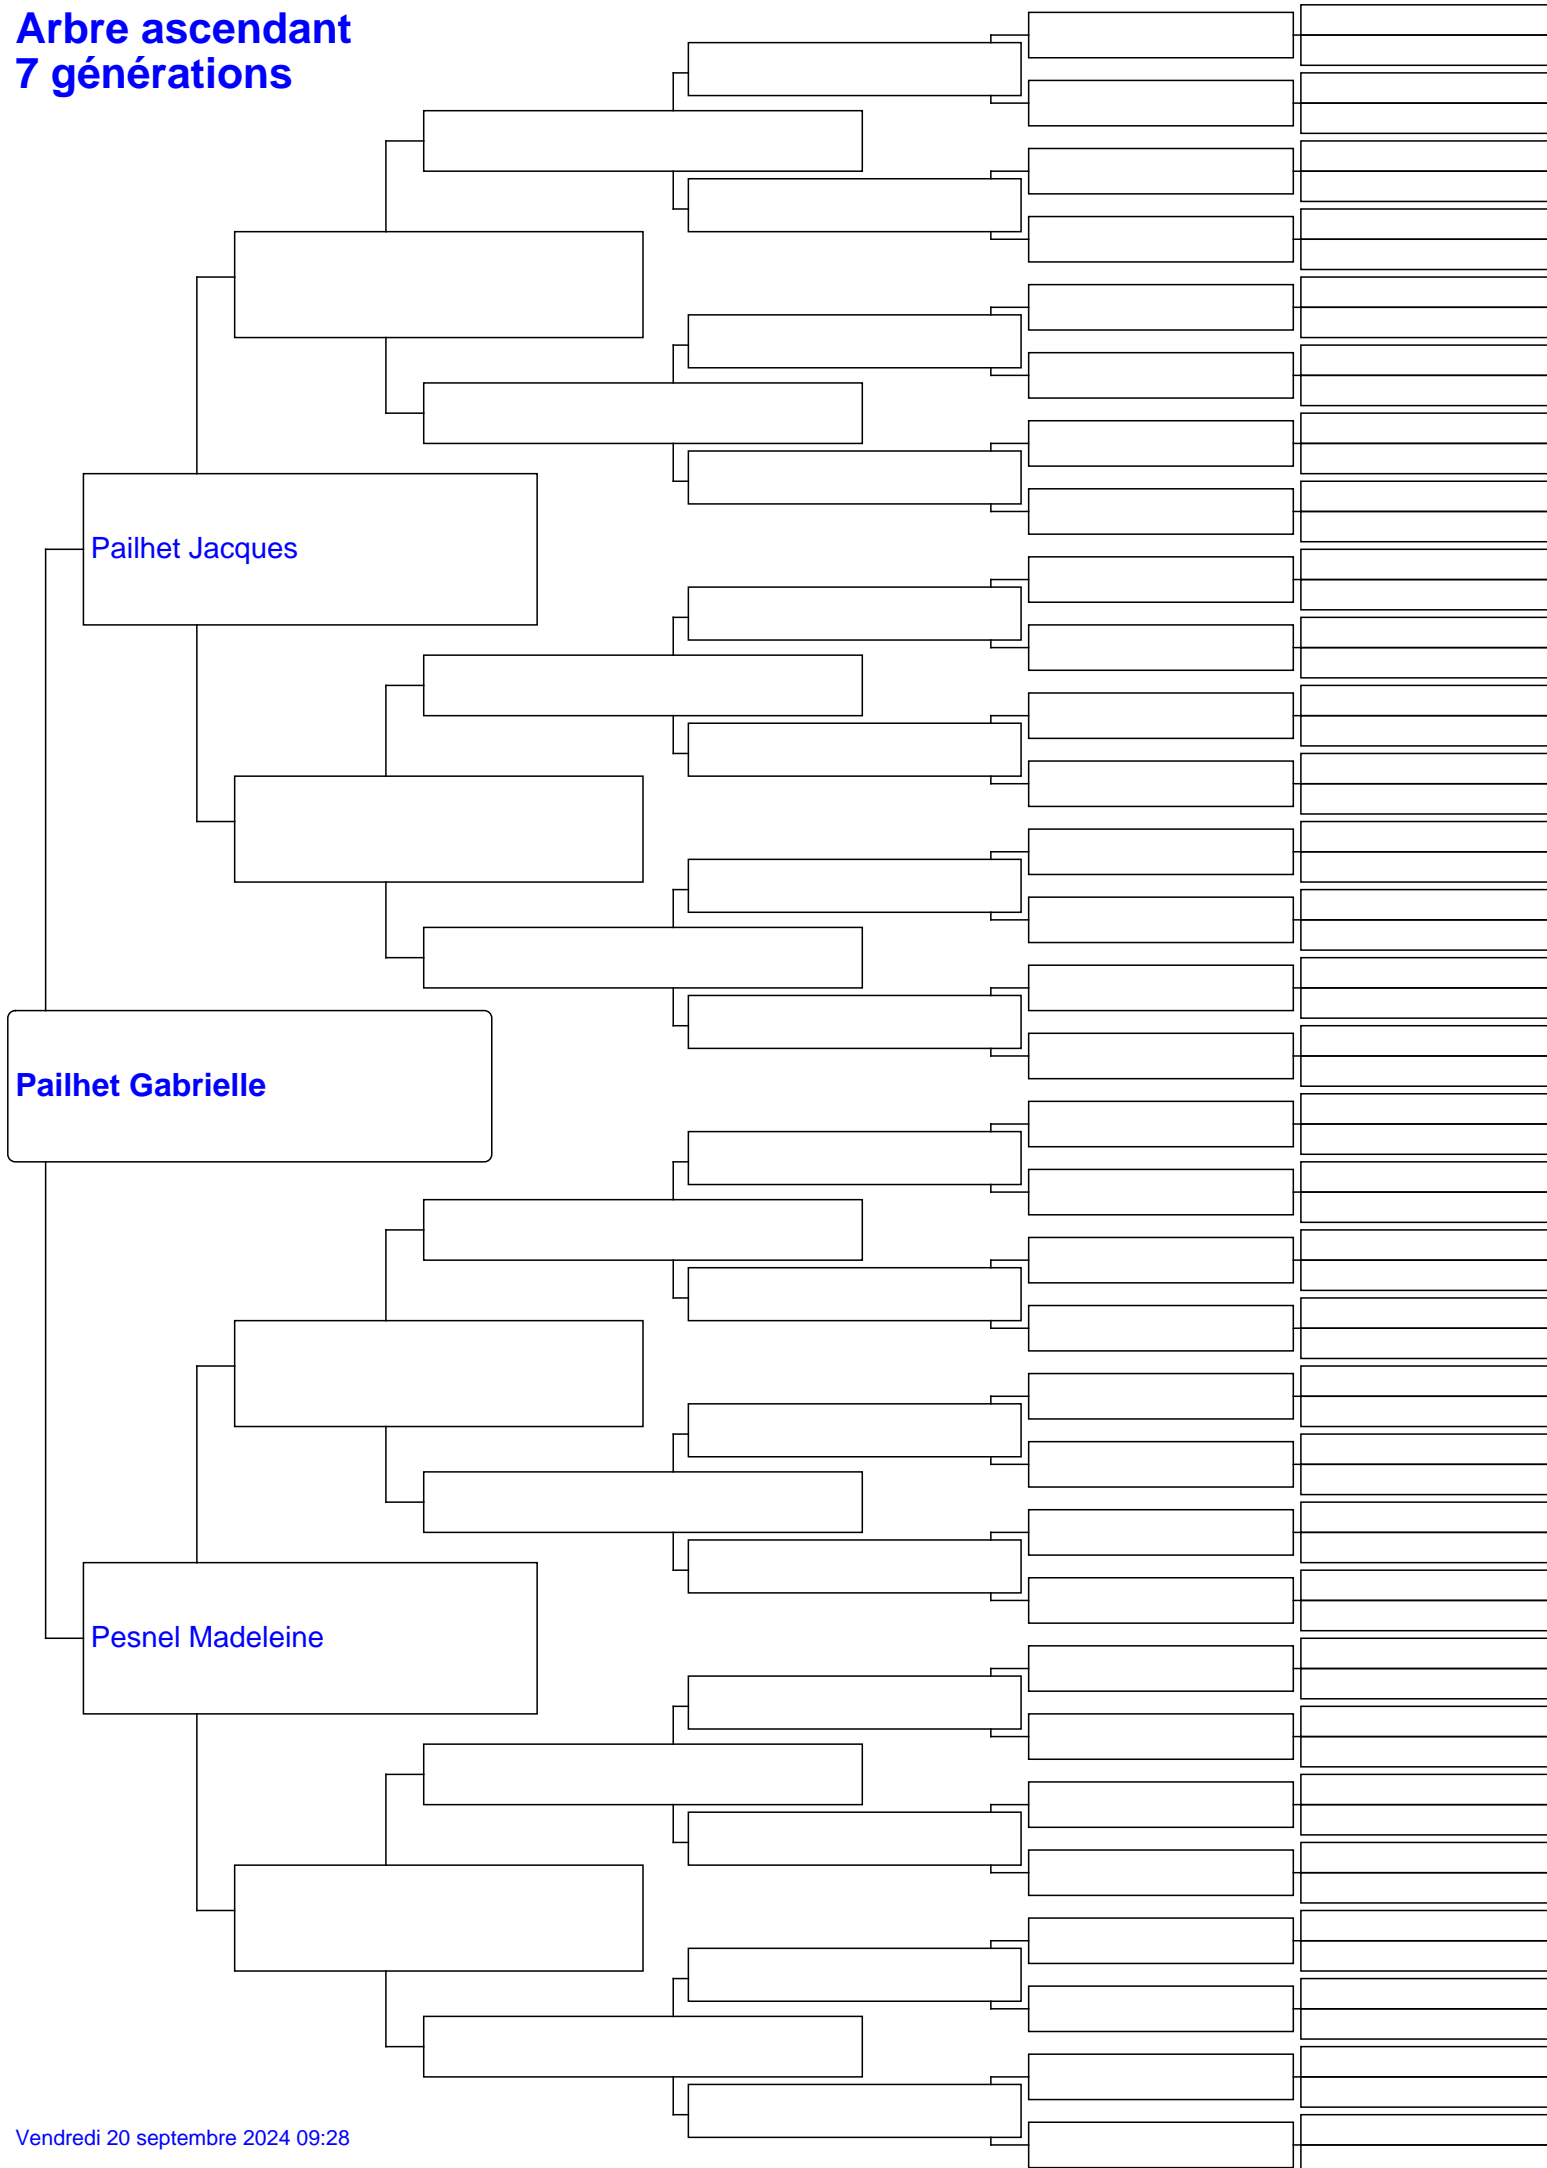 Arbre ascendant
7 générations
Pailhet Jacques
Pailhet Gabrielle
Pesnel Madeleine
Vendredi 20 septembre 2024 09:28